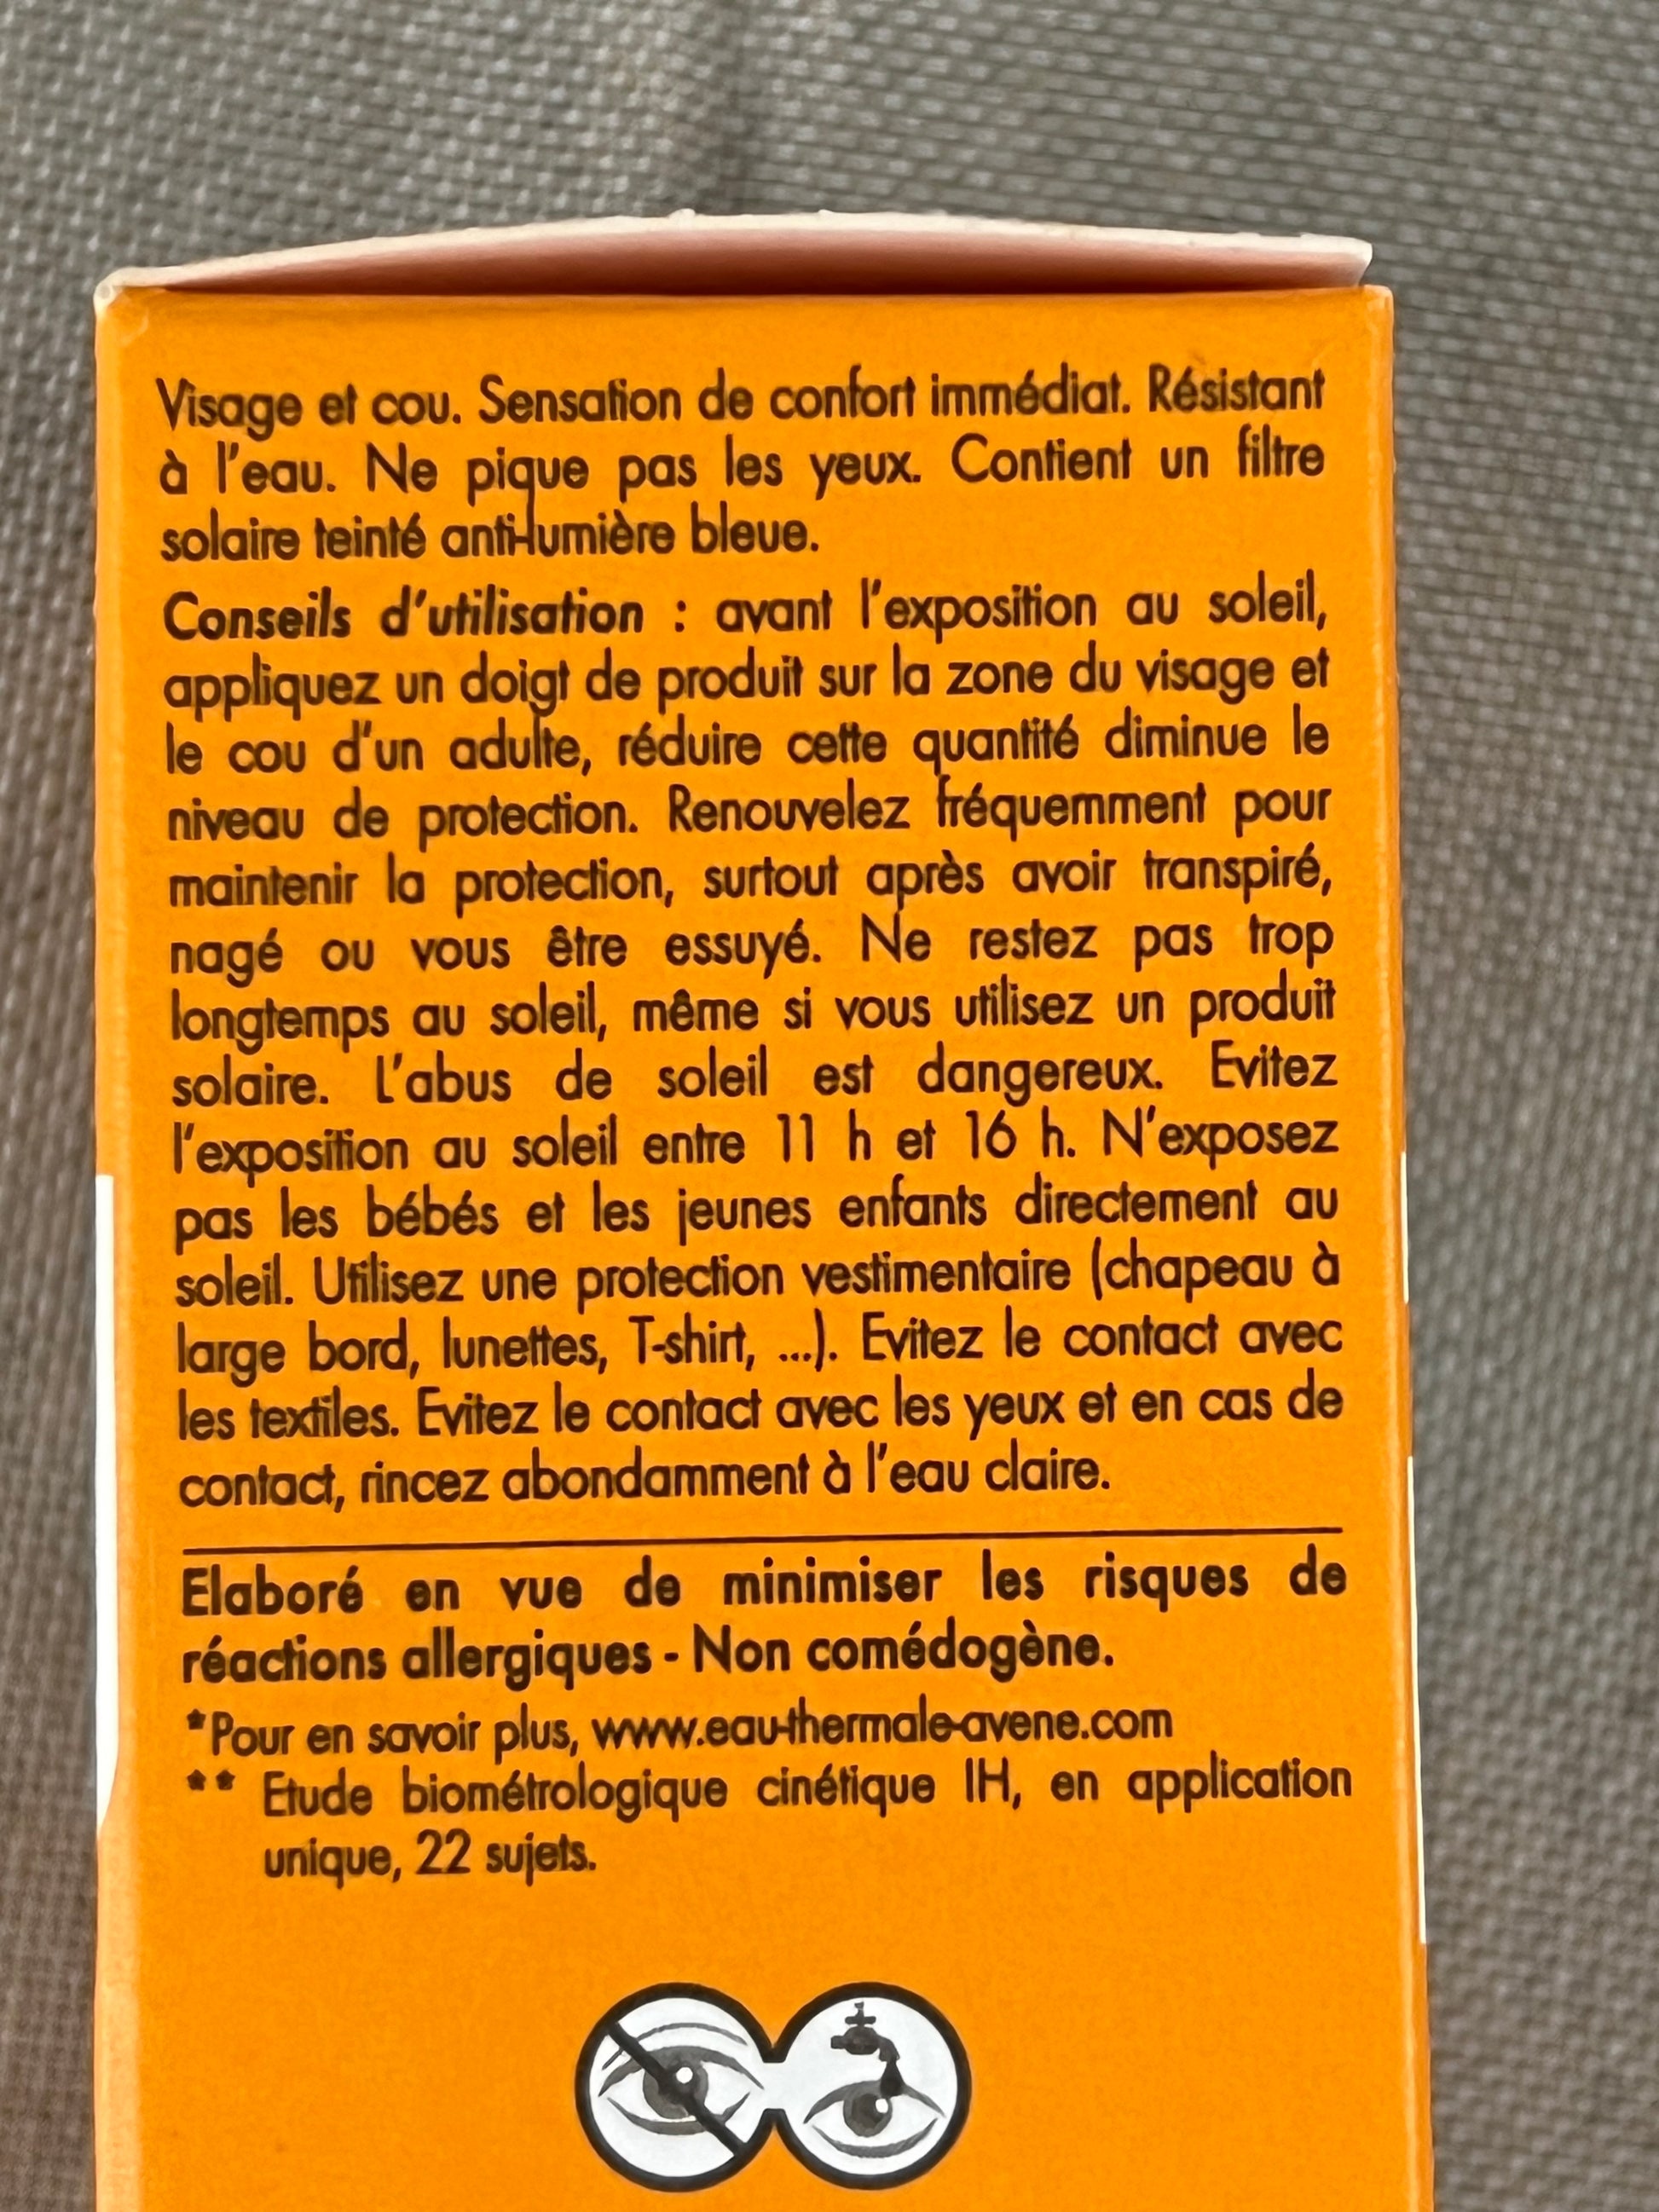 Visage et cou. Sensation de confort immédiat. Résistant
à l'eau. Ne pique pas les yeux. Contient un filtre
solaire teinté anti-lumière bleue.
Conseils d'utilisation : avant l'exposition au soleil,
appliquez un doigt de produit sur la zone du visage et
le cou d'un adulte, réduire cette quantité diminue le
niveau de protection. Renouvelez fréquemment pour
maintenir la protection, surtout après avoir transpiré,
nagé ou vous être essuyé. Ne restez pas trop
longtemps au soleil, même si vous utilisez un produit
solaire. L'abus de soleil est dangereux. Evitez
l'exposition au soleil entre 11 h et 16 h. N'exposez
pas les bébés et les jeunes enfants directement au
soleil. Utilisez une protection vestimentaire (chapeau à
large bord, lunettes, T-shirt, ...). Evitez le contact avec
les textiles. Evitez le contact avec les yeux et en cas de
contact, rincez abondamment à l'eau claire.
Elaboré en vue de minimiser les risques de
réactions allergiques - Non comédogène.
*Pour en savoir plus, www.eau-thermale-avene.com
** Etude biométrologique cinétique IH, en application
unique, 22 sujets.